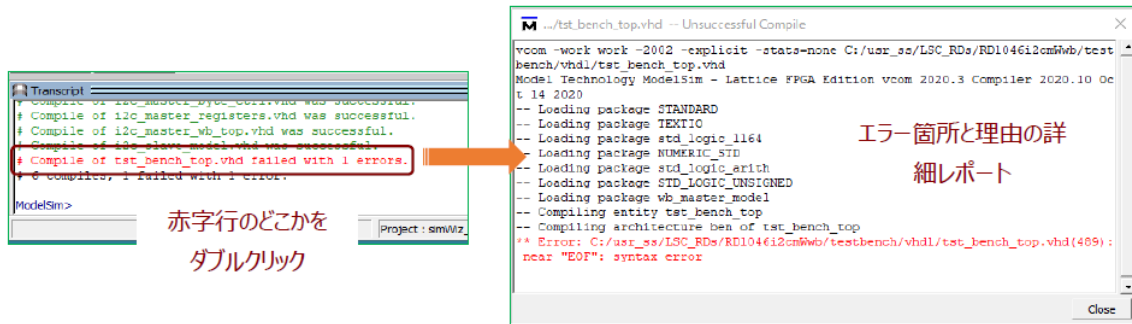 Transcript
# Compile of i2c_master_byte_ctrl.vhd was successful.
# Compile of i2c_master_registers.vhd was successful.
# Compile of i2c_master_wb_top.vhd was successful.
# Compile of i2c_slave_model.vhd was successful.
# Compile of tst_bench_top.vhd failed with 1 errors.
# 6 compiles, 1 failed with 1 error.
ModelSim>
Project : simWiz_
赤字行のどこかを
ダブルクリック
.../tst_bench_top.vhd -- Unsuccessful Compile
vcom -work work -2002 -explicit -stats=none C:/usr_ss/LSC_RDs/RD1046i2cmWwb/test
bench/vhdl/tst_bench_top.vhd
Model Technology ModelSim - Lattice FPGA Edition vcom 2020.3 Compiler 2020.10 Oc
t 14 2020
-- Loading package STANDARD
-- Loading package TEXTIO
-- Loading package std_logic_1164
-- Loading package NUMERIC_STD
-- Loading package std_logic_arith
-- Loading package STD_LOGIC_UNSIGNED
-- Loading package wb_master_model
-- Compiling entity tst_bench_top
-- Compiling architecture ben of tst_bench_top
** Error: C:/usr_ss/LSC_RDs/RD1046i2cmWwb/testbench/vhdl/tst_bench_top.vhd(489):
near "EOF": syntax error
エラー箇所と理由の詳
細レポート
Close